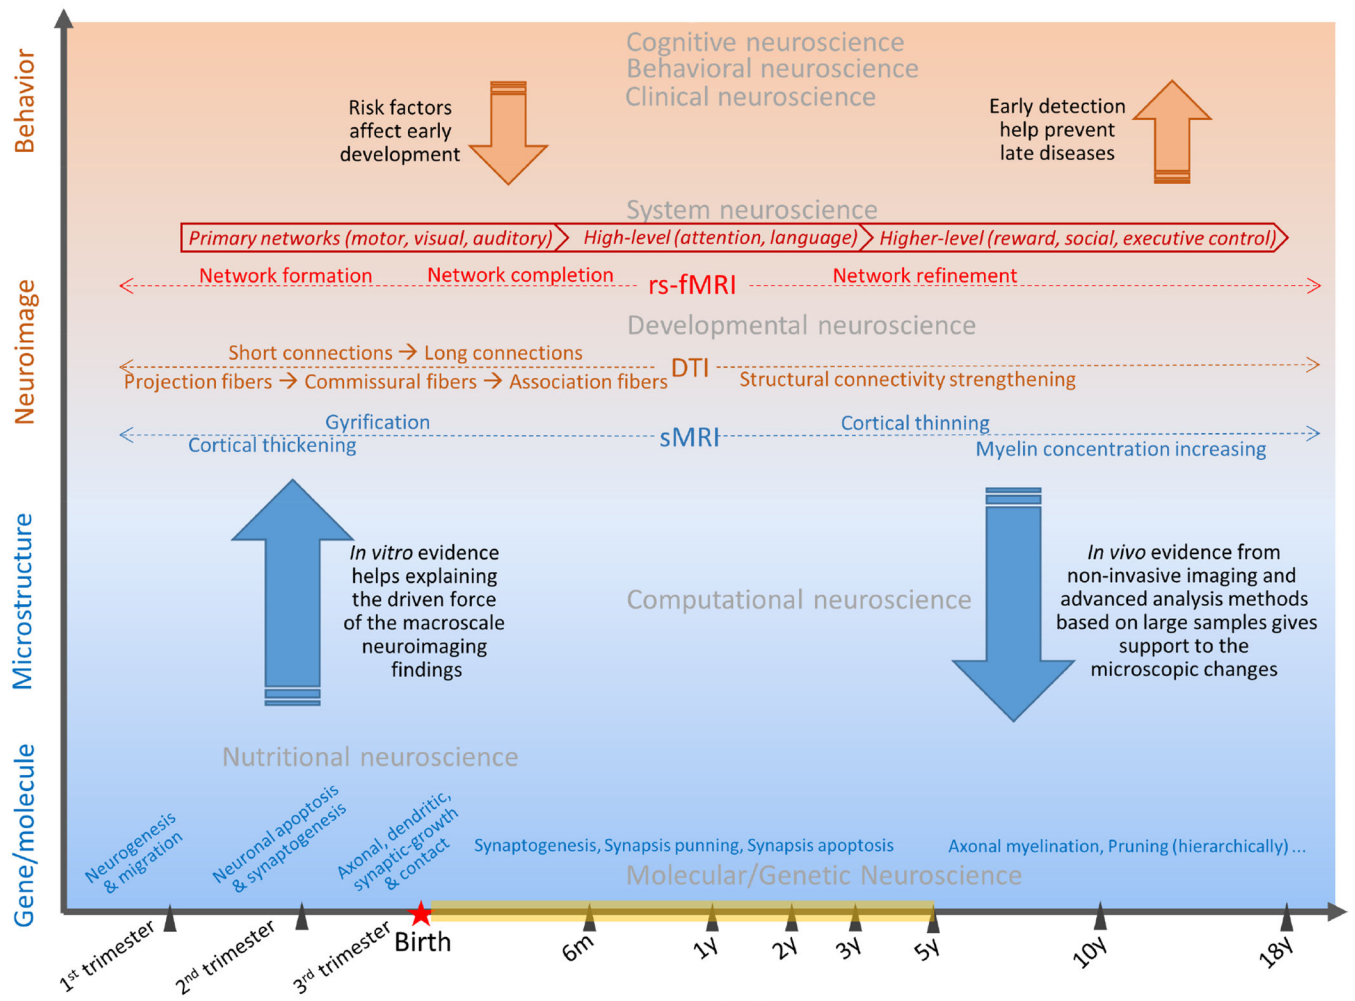 Behavior
Neuroimage
Microstructure
Gene/molecule
Cognitive neuroscience
Behavioral neuroscience
Clinical neuroscience
Risk factors
affect early
development
Early detection
help prevent
late diseases
System neuroscience
Primary networks (motor, visual, auditory)
High-level (attention, language)
Higher-level (reward, social, executive control)
Network formation
Network completion
rs-fMRI
Network refinement
Developmental neuroscience
Short connections → Long connections
DTI
Projection fibers → Commissural fibers → Association fibers
Structural connectivity strengthening
Gyrification
Cortical thickening
sMRI
Cortical thinning
Myelin concentration increasing
In vitro evidence
helps explaining
the driven force
of the macroscale
neuroimaging
findings
Computational neuroscience
In vivo evidence from
non-invasive imaging and
advanced analysis methods
based on large samples gives
support to the
microscopic changes
Nutritional neuroscience
Neurogenesis
& migration
Neuronal apoptosis
& synaptogenesis
Axonal, dendritic,
synaptic-growth
& contact
Synaptogenesis, Synapsis punning, Synapsis apoptosis
Axonal myelination, Pruning (hierarchically) ...
Molecular/Genetic Neuroscience
1st trimester
2nd trimester
3rd trimester
Birth
6m
1y
2y
3y
5y
10y
18y